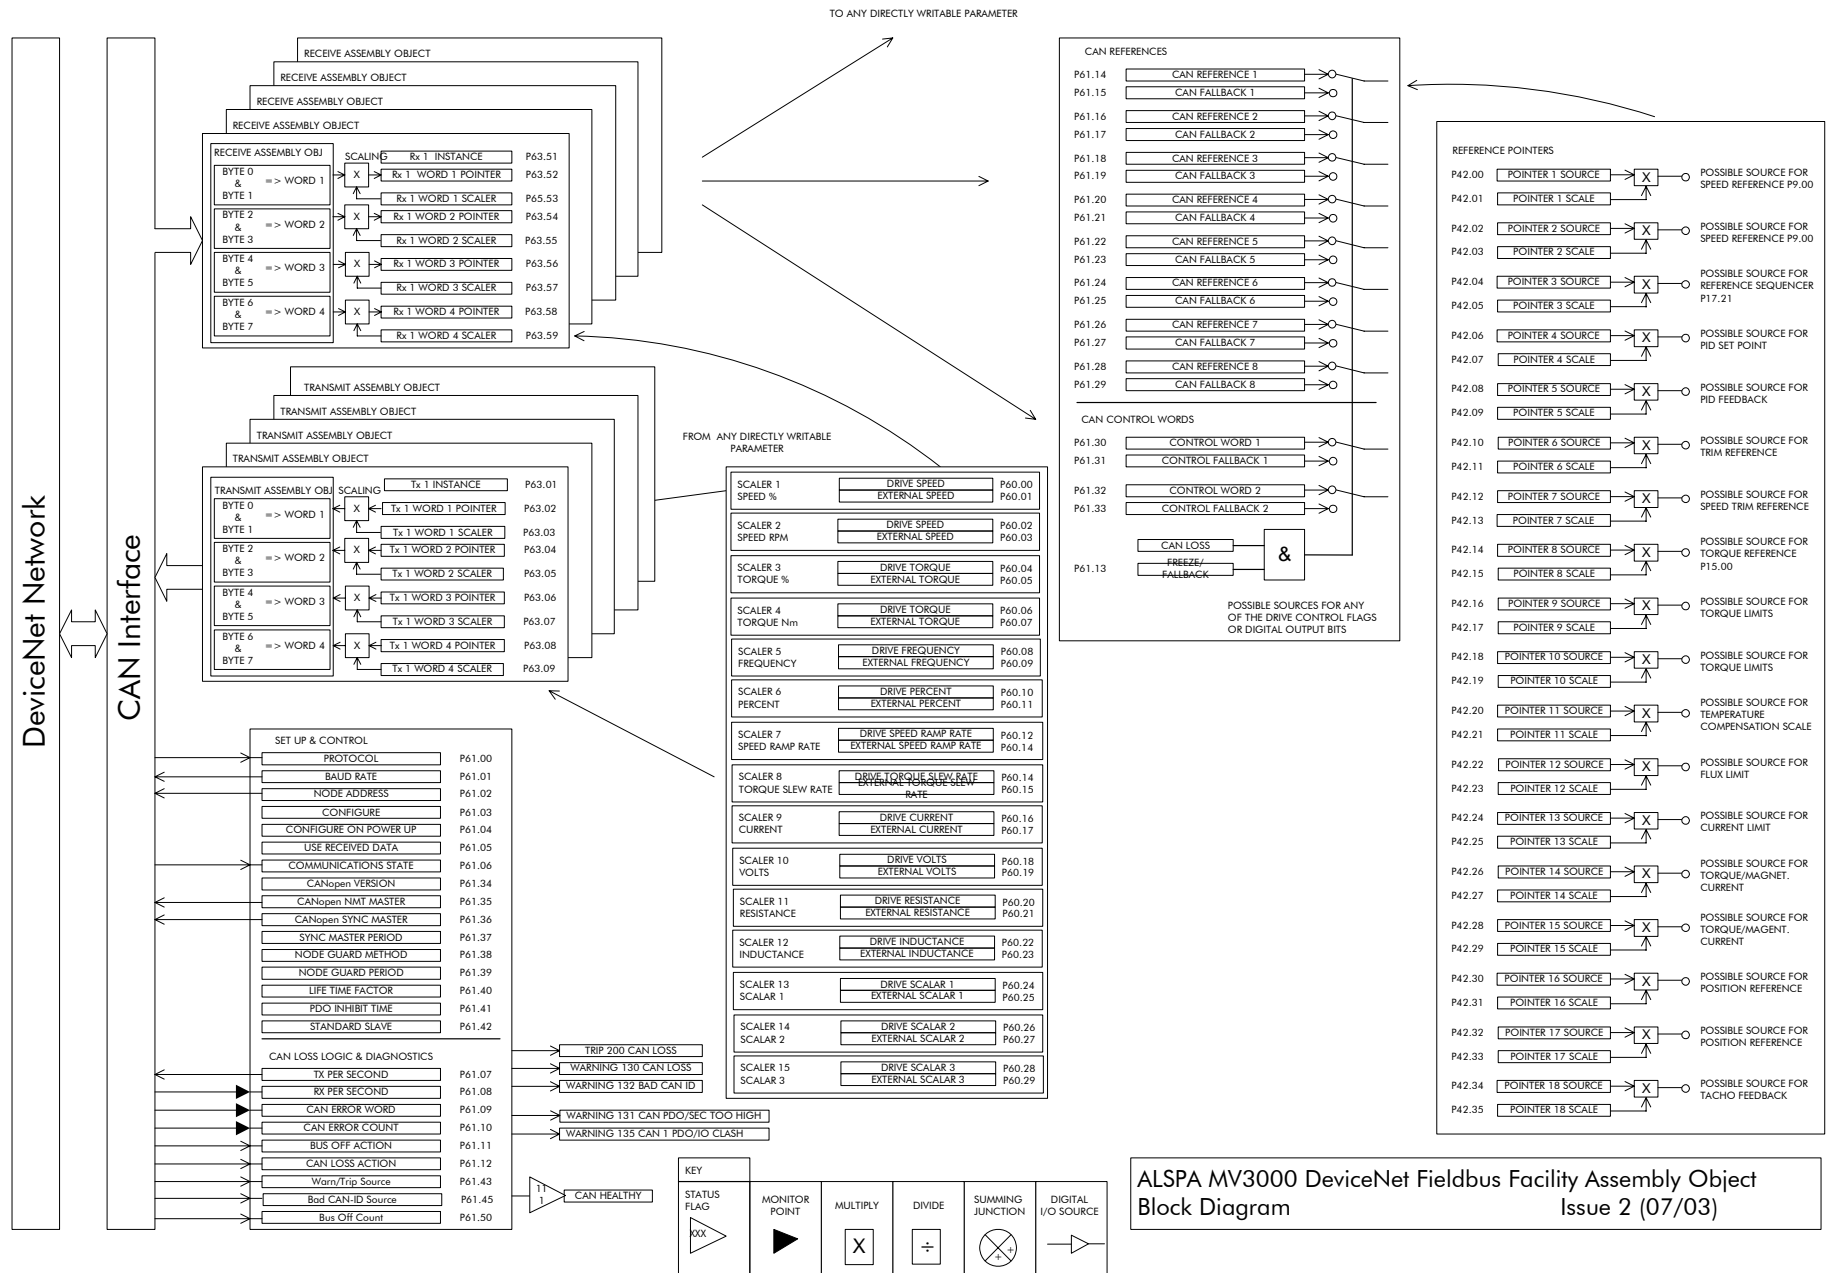 TO ANY DIRECTLY WRITABLE PARAMETER
DeviceNet Network
CAN Interface
RECEIVE ASSEMBLY OBJECT
RECEIVE ASSEMBLY OBJECT
RECEIVE ASSEMBLY OBJECT
RECEIVE ASSEMBLY OBJECT
RECEIVE ASSEMBLY OBJ
SCALING
Rx 1 INSTANCE P63.51
BYTE 0
&
BYTE 1
=> WORD 1
X
Rx 1 WORD 1 POINTER P63.52
Rx 1 WORD 1 SCALER P65.53
BYTE 2
&
BYTE 3
=> WORD 2
X
Rx 1 WORD 2 POINTER P63.54
Rx 1 WORD 2 SCALER P63.55
BYTE 4
&
BYTE 5
=> WORD 3
X
Rx 1 WORD 3 POINTER P63.56
Rx 1 WORD 3 SCALER P63.57
BYTE 6
&
BYTE 7
=> WORD 4
X
Rx 1 WORD 4 POINTER P63.58
Rx 1 WORD 4 SCALER P63.59
TRANSMIT ASSEMBLY OBJECT
TRANSMIT ASSEMBLY OBJECT
TRANSMIT ASSEMBLY OBJECT
TRANSMIT ASSEMBLY OBJECT
TRANSMIT ASSEMBLY OBJ
SCALING
Tx 1 INSTANCE P63.01
BYTE 0
&
BYTE 1
=> WORD 1
X
Tx 1 WORD 1 POINTER P63.02
Tx 1 WORD 1 SCALER P63.03
BYTE 2
&
BYTE 3
=> WORD 2
X
Tx 1 WORD 2 POINTER P63.04
Tx 1 WORD 2 SCALER P63.05
BYTE 4
&
BYTE 5
=> WORD 3
X
Tx 1 WORD 3 POINTER P63.06
Tx 1 WORD 3 SCALER P63.07
BYTE 6
&
BYTE 7
=> WORD 4
X
Tx 1 WORD 4 POINTER P63.08
Tx 1 WORD 4 SCALER P63.09
SET UP & CONTROL
PROTOCOL P61.00
BAUD RATE P61.01
NODE ADDRESS P61.02
CONFIGURE P61.03
CONFIGURE ON POWER UP P61.04
USE RECEIVED DATA P61.05
COMMUNICATIONS STATE P61.06
CANopen VERSION P61.34
CANopen NMT MASTER P61.35
CANopen SYNC MASTER P61.36
SYNC MASTER PERIOD P61.37
NODE GUARD METHOD P61.38
NODE GUARD PERIOD P61.39
LIFE TIME FACTOR P61.40
PDO INHIBIT TIME P61.41
STANDARD SLAVE P61.42
CAN LOSS LOGIC & DIAGNOSTICS
TX PER SECOND P61.07
RX PER SECOND P61.08
CAN ERROR WORD P61.09
CAN ERROR COUNT P61.10
BUS OFF ACTION P61.11
CAN LOSS ACTION P61.12
Warn/Trip Source P61.43
Bad CAN-ID Source P61.45
Bus Off Count P61.50
TRIP 200 CAN LOSS
WARNING 130 CAN LOSS
WARNING 132 BAD CAN ID
WARNING 131 CAN PDO/SEC TOO HIGH
WARNING 135 CAN 1 PDO/IO CLASH
11
1
CAN HEALTHY
FROM ANY DIRECTLY WRITABLE
PARAMETER
SCALER 1 DRIVE SPEED P60.00
SPEED % EXTERNAL SPEED P60.01
SCALER 2 DRIVE SPEED P60.02
SPEED RPM EXTERNAL SPEED P60.03
SCALER 3 DRIVE TORQUE P60.04
TORQUE % EXTERNAL TORQUE P60.05
SCALER 4 DRIVE TORQUE P60.06
TORQUE Nm EXTERNAL TORQUE P60.07
SCALER 5 DRIVE FREQUENCY P60.08
FREQUENCY EXTERNAL FREQUENCY P60.09
SCALER 6 DRIVE PERCENT P60.10
PERCENT EXTERNAL PERCENT P60.11
SCALER 7 DRIVE SPEED RAMP RATE P60.12
SPEED RAMP RATE EXTERNAL SPEED RAMP RATE P60.14
SCALER 8 DRIVE TORQUE SLEW RATE P60.14
TORQUE SLEW RATE EXTERNAL TORQUE SLEW RATE P60.15
SCALER 9 DRIVE CURRENT P60.16
CURRENT EXTERNAL CURRENT P60.17
SCALER 10 DRIVE VOLTS P60.18
VOLTS EXTERNAL VOLTS P60.19
SCALER 11 DRIVE RESISTANCE P60.20
RESISTANCE EXTERNAL RESISTANCE P60.21
SCALER 12 DRIVE INDUCTANCE P60.22
INDUCTANCE EXTERNAL INDUCTANCE P60.23
SCALER 13 DRIVE SCALAR 1 P60.24
SCALAR 1 EXTERNAL SCALAR 1 P60.25
SCALER 14 DRIVE SCALAR 2 P60.26
SCALAR 2 EXTERNAL SCALAR 2 P60.27
SCALER 15 DRIVE SCALAR 3 P60.28
SCALAR 3 EXTERNAL SCALAR 3 P60.29
CAN REFERENCES
P61.14 CAN REFERENCE 1
P61.15 CAN FALLBACK 1
P61.16 CAN REFERENCE 2
P61.17 CAN FALLBACK 2
P61.18 CAN REFERENCE 3
P61.19 CAN FALLBACK 3
P61.20 CAN REFERENCE 4
P61.21 CAN FALLBACK 4
P61.22 CAN REFERENCE 5
P61.23 CAN FALLBACK 5
P61.24 CAN REFERENCE 6
P61.25 CAN FALLBACK 6
P61.26 CAN REFERENCE 7
P61.27 CAN FALLBACK 7
P61.28 CAN REFERENCE 8
P61.29 CAN FALLBACK 8
CAN CONTROL WORDS
P61.30 CONTROL WORD 1
P61.31 CONTROL FALLBACK 1
P61.32 CONTROL WORD 2
P61.33 CONTROL FALLBACK 2
CAN LOSS
&
P61.13 FREEZE/
FALLBACK
POSSIBLE SOURCES FOR ANY
OF THE DRIVE CONTROL FLAGS
OR DIGITAL OUTPUT BITS
REFERENCE POINTERS
P42.00 POINTER 1 SOURCE X POSSIBLE SOURCE FOR
SPEED REFERENCE P9.00
P42.01 POINTER 1 SCALE
P42.02 POINTER 2 SOURCE X POSSIBLE SOURCE FOR
SPEED REFERENCE P9.00
P42.03 POINTER 2 SCALE
P42.04 POINTER 3 SOURCE X POSSIBLE SOURCE FOR
REFERENCE SEQUENCER
P17.21
P42.05 POINTER 3 SCALE
P42.06 POINTER 4 SOURCE X POSSIBLE SOURCE FOR
PID SET POINT
P42.07 POINTER 4 SCALE
P42.08 POINTER 5 SOURCE X POSSIBLE SOURCE FOR
PID FEEDBACK
P42.09 POINTER 5 SCALE
P42.10 POINTER 6 SOURCE X POSSIBLE SOURCE FOR
TRIM REFERENCE
P42.11 POINTER 6 SCALE
P42.12 POINTER 7 SOURCE X POSSIBLE SOURCE FOR
SPEED TRIM REFERENCE
P42.13 POINTER 7 SCALE
P42.14 POINTER 8 SOURCE X POSSIBLE SOURCE FOR
TORQUE REFERENCE
P15.00
P42.15 POINTER 8 SCALE
P42.16 POINTER 9 SOURCE X POSSIBLE SOURCE FOR
TORQUE LIMITS
P42.17 POINTER 9 SCALE
P42.18 POINTER 10 SOURCE X POSSIBLE SOURCE FOR
TORQUE LIMITS
P42.19 POINTER 10 SCALE
P42.20 POINTER 11 SOURCE X POSSIBLE SOURCE FOR
TEMPERATURE
COMPENSATION SCALE
P42.21 POINTER 11 SCALE
P42.22 POINTER 12 SOURCE X POSSIBLE SOURCE FOR
FLUX LIMIT
P42.23 POINTER 12 SCALE
P42.24 POINTER 13 SOURCE X POSSIBLE SOURCE FOR
CURRENT LIMIT
P42.25 POINTER 13 SCALE
P42.26 POINTER 14 SOURCE X POSSIBLE SOURCE FOR
TORQUE/MAGNET.
CURRENT
P42.27 POINTER 14 SCALE
P42.28 POINTER 15 SOURCE X POSSIBLE SOURCE FOR
TORQUE/MAGENT.
CURRENT
P42.29 POINTER 15 SCALE
P42.30 POINTER 16 SOURCE X POSSIBLE SOURCE FOR
POSITION REFERENCE
P42.31 POINTER 16 SCALE
P42.32 POINTER 17 SOURCE X POSSIBLE SOURCE FOR
POSITION REFERENCE
P42.33 POINTER 17 SCALE
P42.34 POINTER 18 SOURCE X POSSIBLE SOURCE FOR
TACHO FEEDBACK
P42.35 POINTER 18 SCALE
KEY
STATUS
FLAG
XXX
MONITOR
POINT
MULTIPLY
X
DIVIDE
÷
SUMMING
JUNCTION
+
+
DIGITAL
I/O SOURCE
ALSPA MV3000 DeviceNet Fieldbus Facility Assembly Object
Block Diagram Issue 2 (07/03)